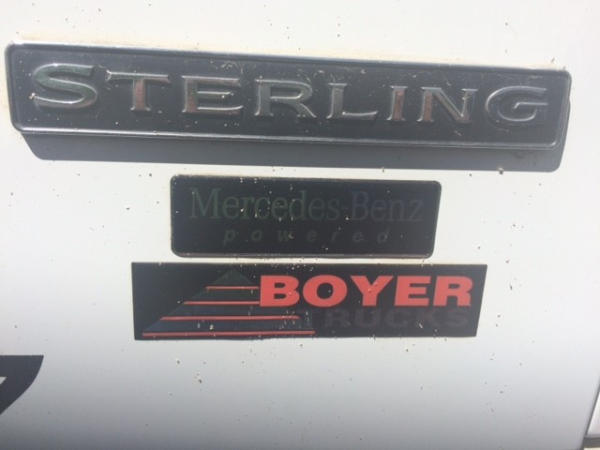 STERLING
Mercedes-Benz
powered
BOYER
TRUCKS